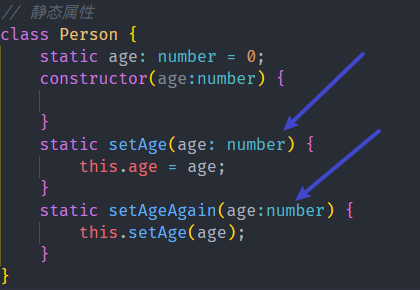 // 静态属性
class Person {
static age: number = 0;
constructor(age:number) {
}
static setAge(age: number) {
this.age = age;
}
static setAgeAgain(age:number) {
this.setAge(age);
}
}